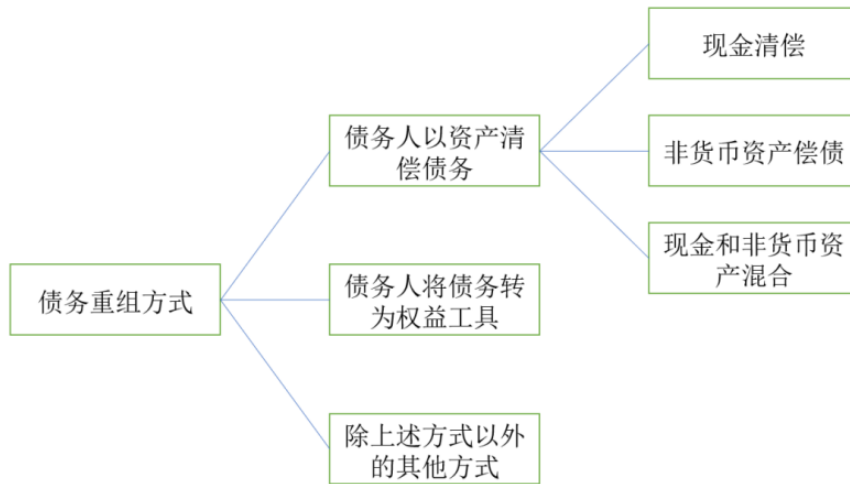 现金清偿
债务人以资产清
偿债务
非货币资产偿债
现金和非货币资
产混合
债务重组方式
债务人将债务转
为权益工具
除上述方式以外
的其他方式